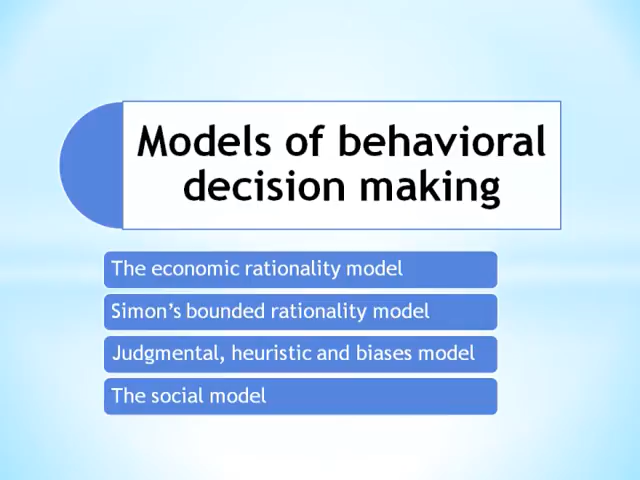 Models of behavioral
decision making
The economic rationality model
Simon’s bounded rationality model
Judgmental, heuristic and biases model
The social model